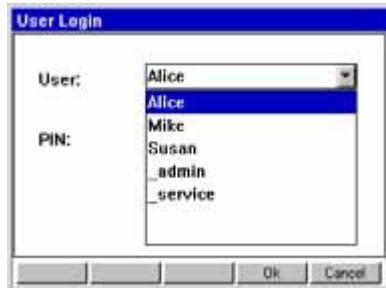 User Login
User:
Alice
Alice
Mike
PIN:
Susan
_admin
_service
Ok
Cancel